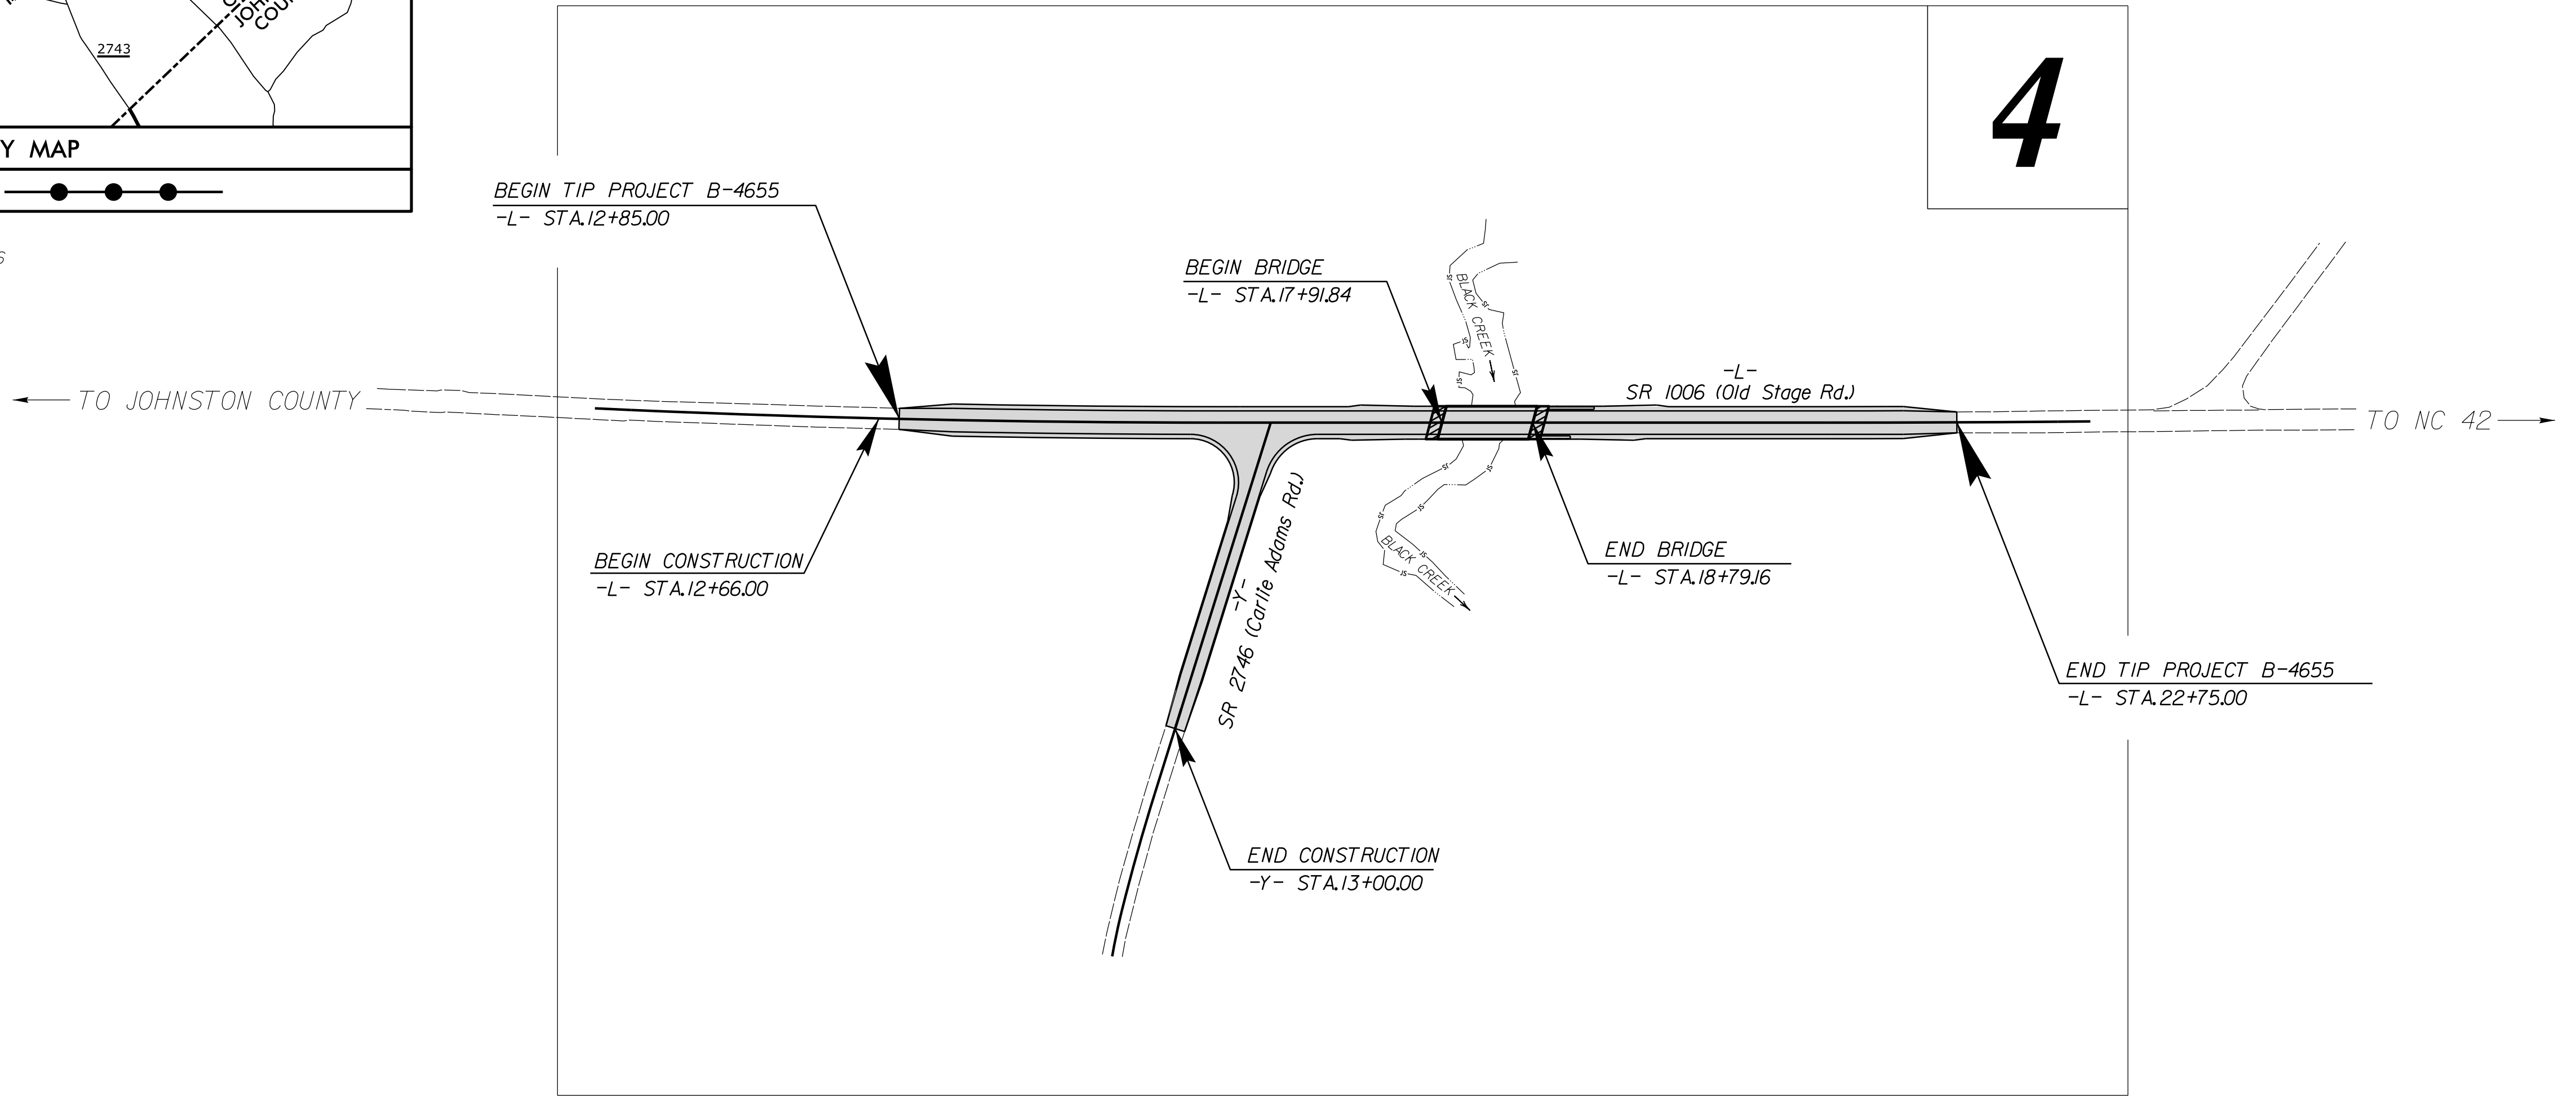 2743
JOH
COU
Y MAP
4
BEGIN TIP PROJECT B-4655
-L- STA.12+85.00
6
BEGIN BRIDGE
-L- STA.17+91.84
BLACK CREEK
-L-
SR 1006 (Old Stage Rd.)
TO JOHNSTON COUNTY
TO NC 42
BEGIN CONSTRUCTION
-L- STA.12+66.00
-Y-
SR 2746 (Carlie Adams Rd.)
BLACK CREEK
END BRIDGE
-L- STA.18+79.16
END TIP PROJECT B-4655
-L- STA.22+75.00
END CONSTRUCTION
-Y- STA.13+00.00